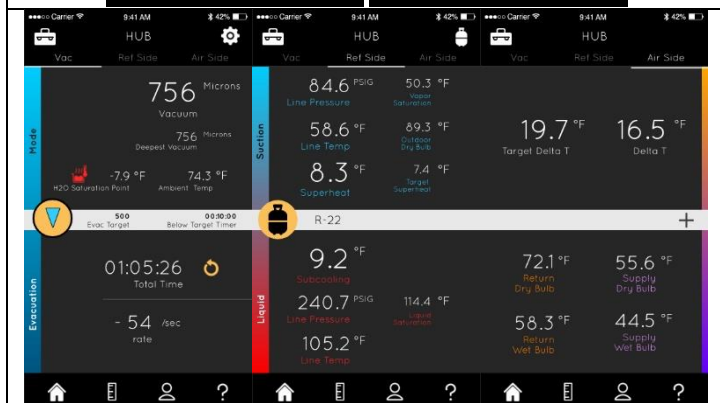 Carrier 9:41 AM 42%
HUB
Vac Ref Side Air Side
756 Microns
Vacuum
756 Microns
Deepest Vacuum
-7.9 °F 74.3 °F
H2O Saturation Point Ambient Temp
Mode
500 00:10:00
Evac Target Below Target Timer
01:05:26
Total Time
- 54 /sec
rate
Evacuation
Carrier 9:41 AM 42%
HUB
Vac Ref Side Air Side
84.6 PSIG 50.3 °F
Line Pressure Vapor Saturation
58.6 °F 89.3 °F
Line Temp Outdoor Dry Bulb
8.3 °F 7.4 °F
Superheat Target Superheat
Suction
R-22 +
9.2 °F
Subcooling
240.7 PSIG 114.4 °F
Line Pressure Liquid Saturation
105.2 °F
Line Temp
Liquid
Carrier 9:41 AM 42%
HUB
Vac Ref Side Air Side
19.7 °F 16.5 °F
Target Delta T Delta T
72.1 °F 55.6 °F
Return Supply
Dry Bulb Dry Bulb
58.3 °F 44.5 °F
Return Supply
Wet Bulb Wet Bulb
? ? ?